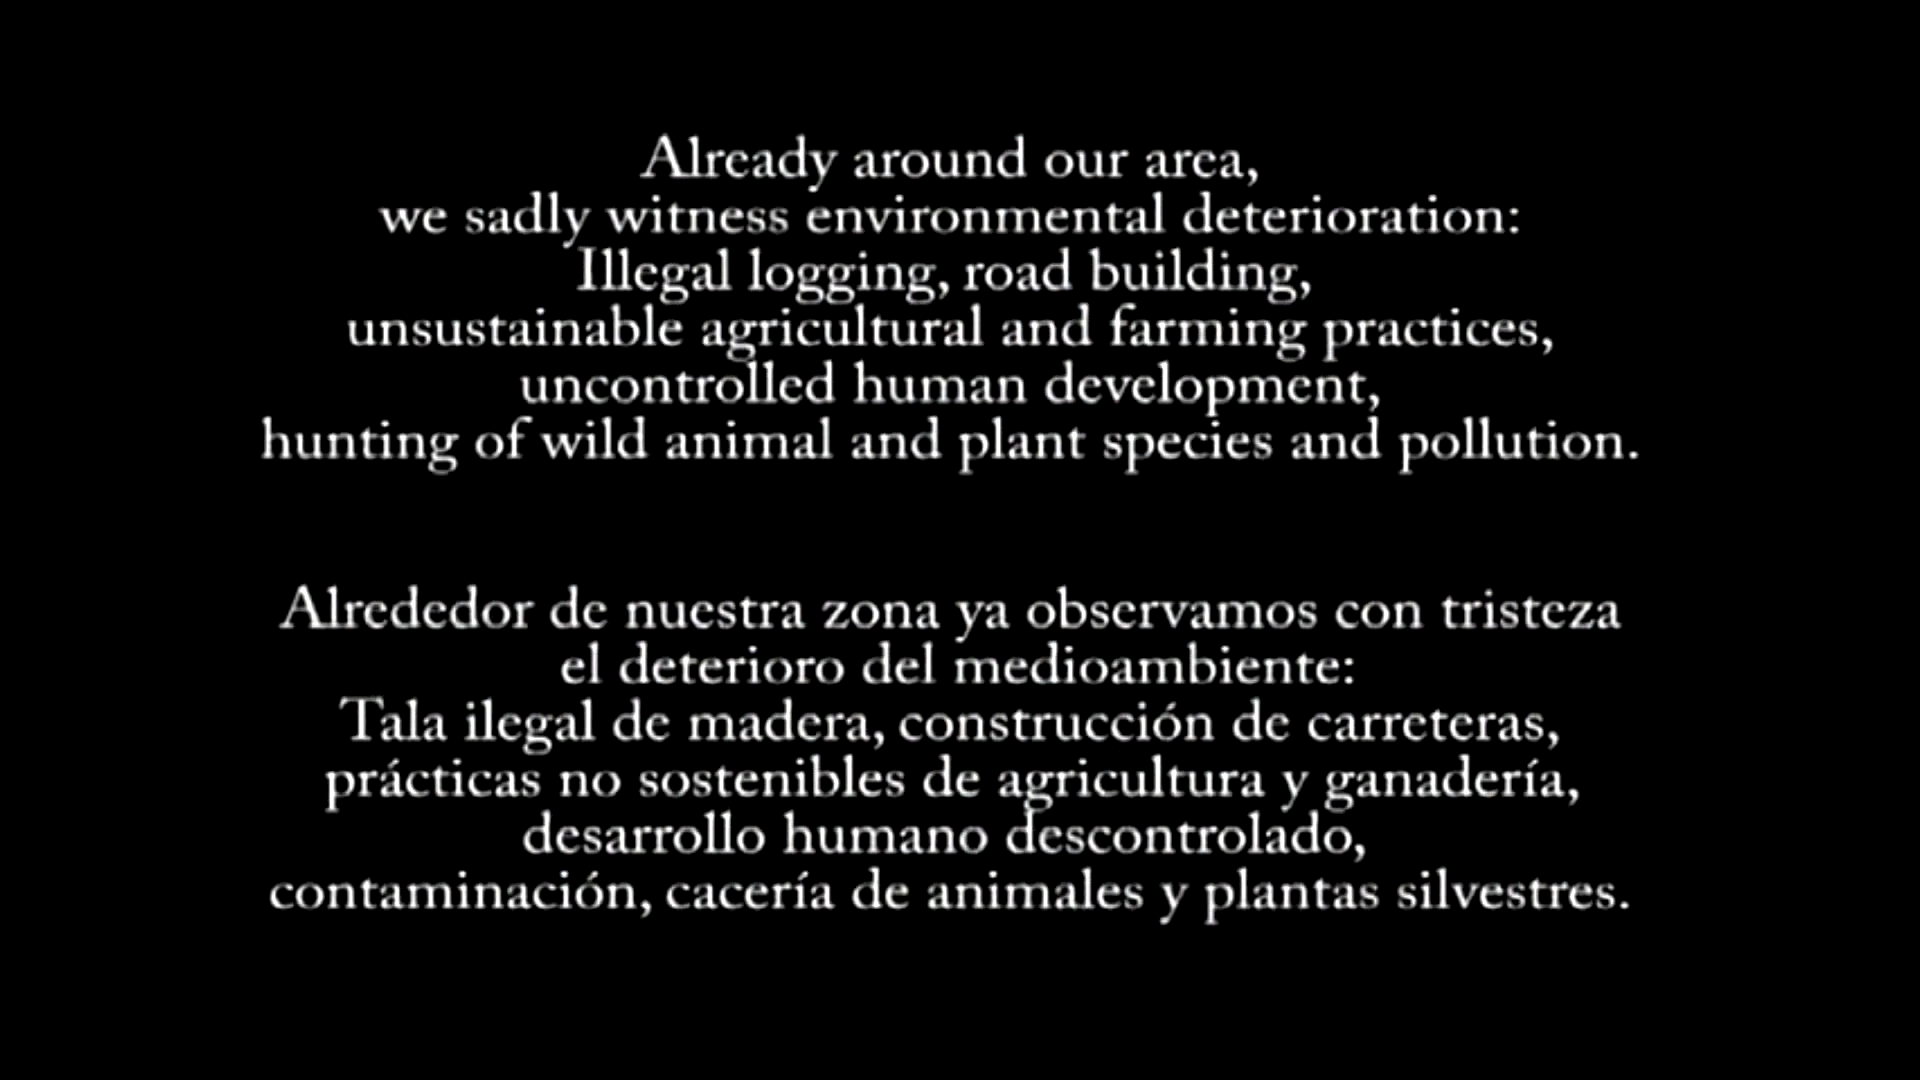 Already around our area,
we sadly witness environmental deterioration:
Illegal logging, road building,
unsustainable agricultural and farming practices,
uncontrolled human development,
hunting of wild animal and plant species and pollution.
Alrededor de nuestra zona ya observamos con tristeza
el deterioro del medioambiente:
Tala ilegal de madera, construcción de carreteras,
prácticas no sostenibles de agricultura y ganadería,
desarrollo humano descontrolado,
contaminación, cacería de animales y plantas silvestres.